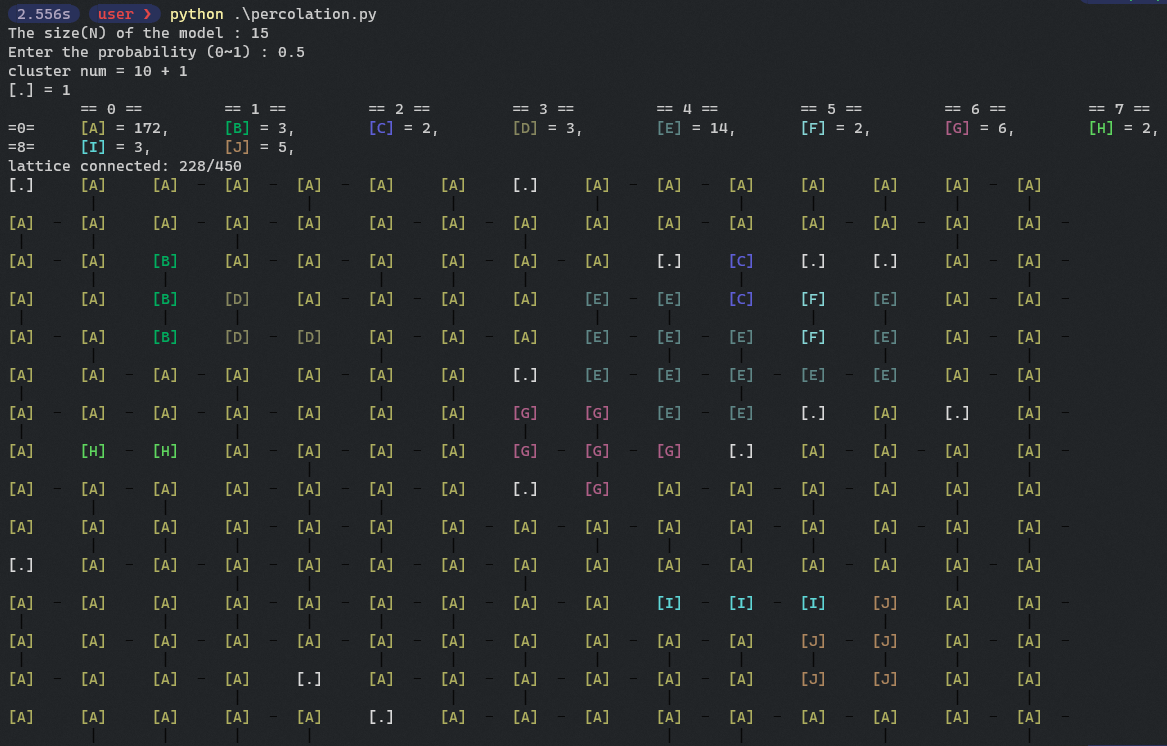 2.556s user ❯ python .\percolation.py
The size(N) of the model : 15
Enter the probability (0~1) : 0.5
cluster num = 10 + 1
[.] = 1
== 0 == == 1 == == 2 == == 3 == == 4 == == 5 == == 6 == == 7 ==
=0= [A] = 172, [B] = 3, [C] = 2, [D] = 3, [E] = 14, [F] = 2, [G] = 6, [H] = 2,
=8= [I] = 3, [J] = 5,
lattice connected: 228/450
[.] [A] [A] [A] [A] [A] [A] [.] [A] [A] [A] [A] [A] [A] [A]
[A] [A] [A] [A] [A] [A] [A] [A] [A] [A] [A] [A] [A] [A] [A]
[A] [A] [B] [A] [A] [A] [A] [A] [A] [.] [C] [.] [.] [A] [A]
[A] [A] [B] [D] [A] [A] [A] [A] [E] [E] [C] [F] [E] [A] [A]
[A] [A] [B] [D] [D] [A] [A] [A] [E] [E] [E] [F] [E] [A] [A]
[A] [A] [A] [A] [A] [A] [A] [.] [E] [E] [E] [E] [E] [A] [A]
[A] [A] [A] [A] [A] [A] [A] [G] [G] [E] [E] [.] [A] [.] [A]
[A] [H] [H] [A] [A] [A] [A] [G] [G] [G] [.] [A] [A] [A] [A]
[A] [A] [A] [A] [A] [A] [A] [.] [G] [A] [A] [A] [A] [A] [A]
[A] [A] [A] [A] [A] [A] [A] [A] [A] [A] [A] [A] [A] [A] [A]
[.] [A] [A] [A] [A] [A] [A] [A] [A] [A] [A] [A] [A] [A] [A]
[A] [A] [A] [A] [A] [A] [A] [A] [A] [I] [I] [I] [J] [A] [A]
[A] [A] [A] [A] [A] [A] [A] [A] [A] [A] [A] [J] [J] [A] [A]
[A] [A] [A] [A] [.] [A] [A] [A] [A] [A] [A] [J] [J] [A] [A]
[A] [A] [A] [A] [A] [.] [A] [A] [A] [A] [A] [A] [A] [A] [A]